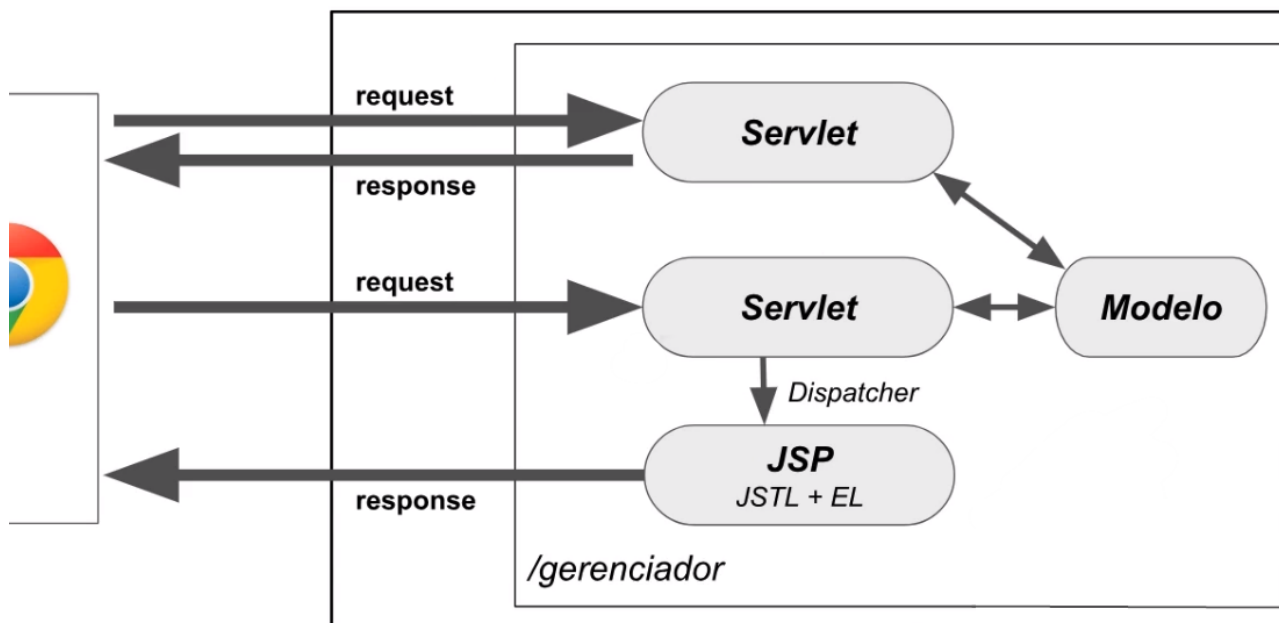 request
Servlet
response
request
Servlet
Modelo
Dispatcher
JSP
JSTL + EL
response
/gerenciador